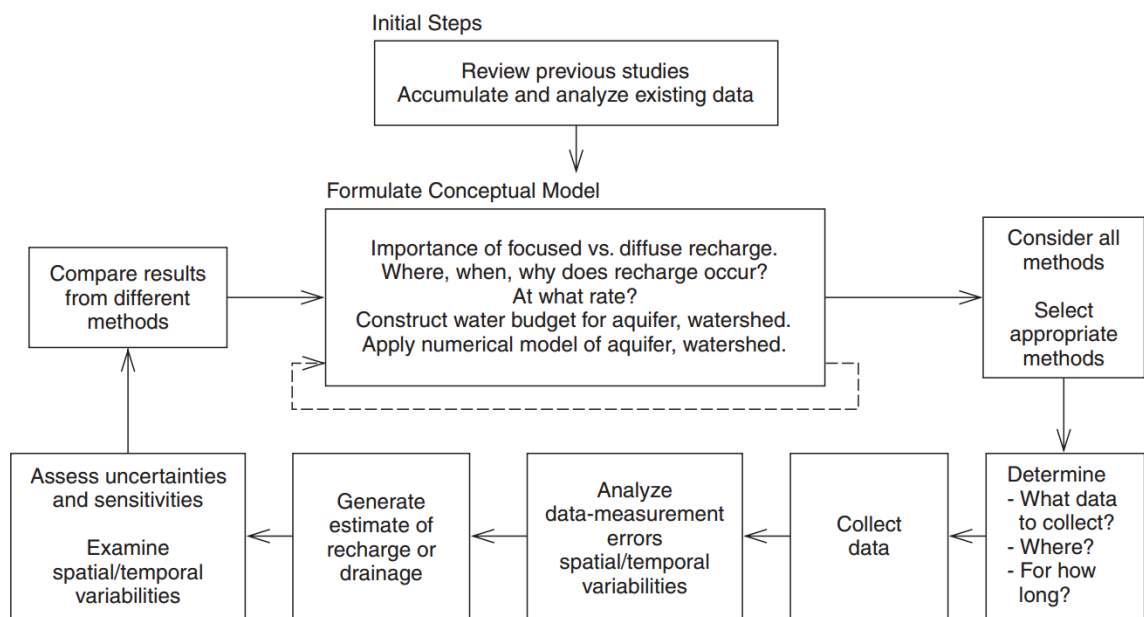 Initial Steps
Review previous studies
Accumulate and analyze existing data
Formulate Conceptual Model
Importance of focused vs. diffuse recharge.
Where, when, why does recharge occur?
At what rate?
Construct water budget for aquifer, watershed.
Apply numerical model of aquifer, watershed.
Consider all
methods
Select
appropriate
methods
Determine
- What data
to collect?
- Where?
- For how
long?
Collect
data
Analyze
data-measurement
errors
spatial/temporal
variabilities
Generate
estimate of
recharge or
drainage
Assess uncertainties
and sensitivities
Examine
spatial/temporal
variabilities
Compare results
from different
methods